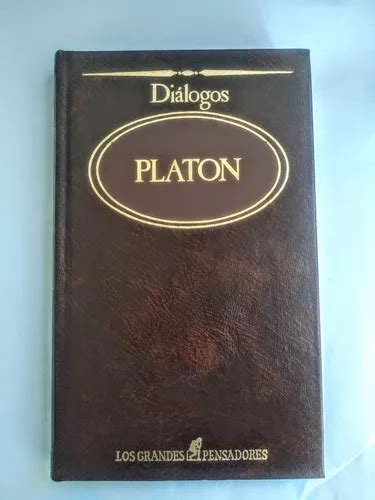 Diálogos
PLATON
LOS GRANDES PENSADORES